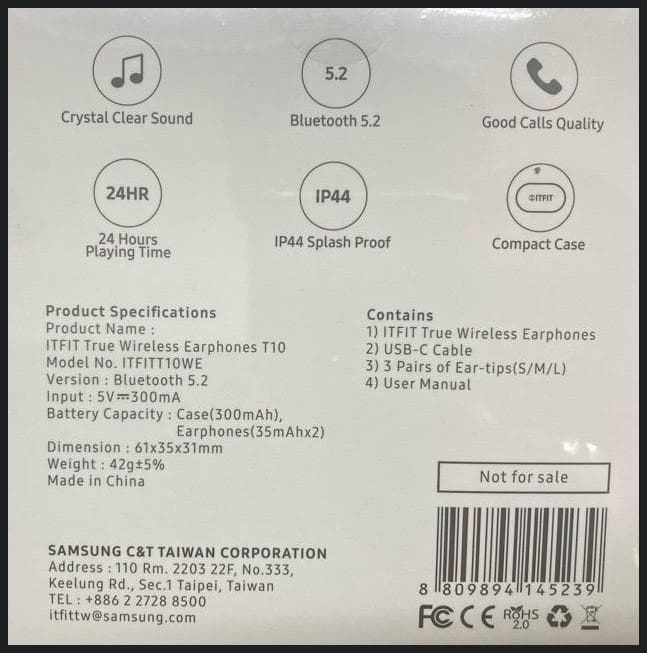 5.2
Crystal Clear Sound
Bluetooth 5.2
Good Calls Quality
24HR
IP44
ITFIT
24 Hours
Playing Time
IP44 Splash Proof
Compact Case
Product Specifications
Product Name :
ITFIT True Wireless Earphones T10
Model No. ITFITT10WE
Version : Bluetooth 5.2
Input : 5V⎓300mA
Battery Capacity : Case(300mAh),
Earphones(35mAhx2)
Dimension : 61x35x31mm
Weight : 42g±5%
Made in China
Contains
1) ITFIT True Wireless Earphones
2) USB-C Cable
3) 3 Pairs of Ear-tips(S/M/L)
4) User Manual
Not for sale
8 809894 145239
SAMSUNG C&T TAIWAN CORPORATION
Address : 110 Rm. 2203 22F, No.333,
Keelung Rd., Sec.1 Taipei, Taiwan
TEL : +886 2 2728 8500
itfittw@samsung.com
FC CE RoHS
2.0